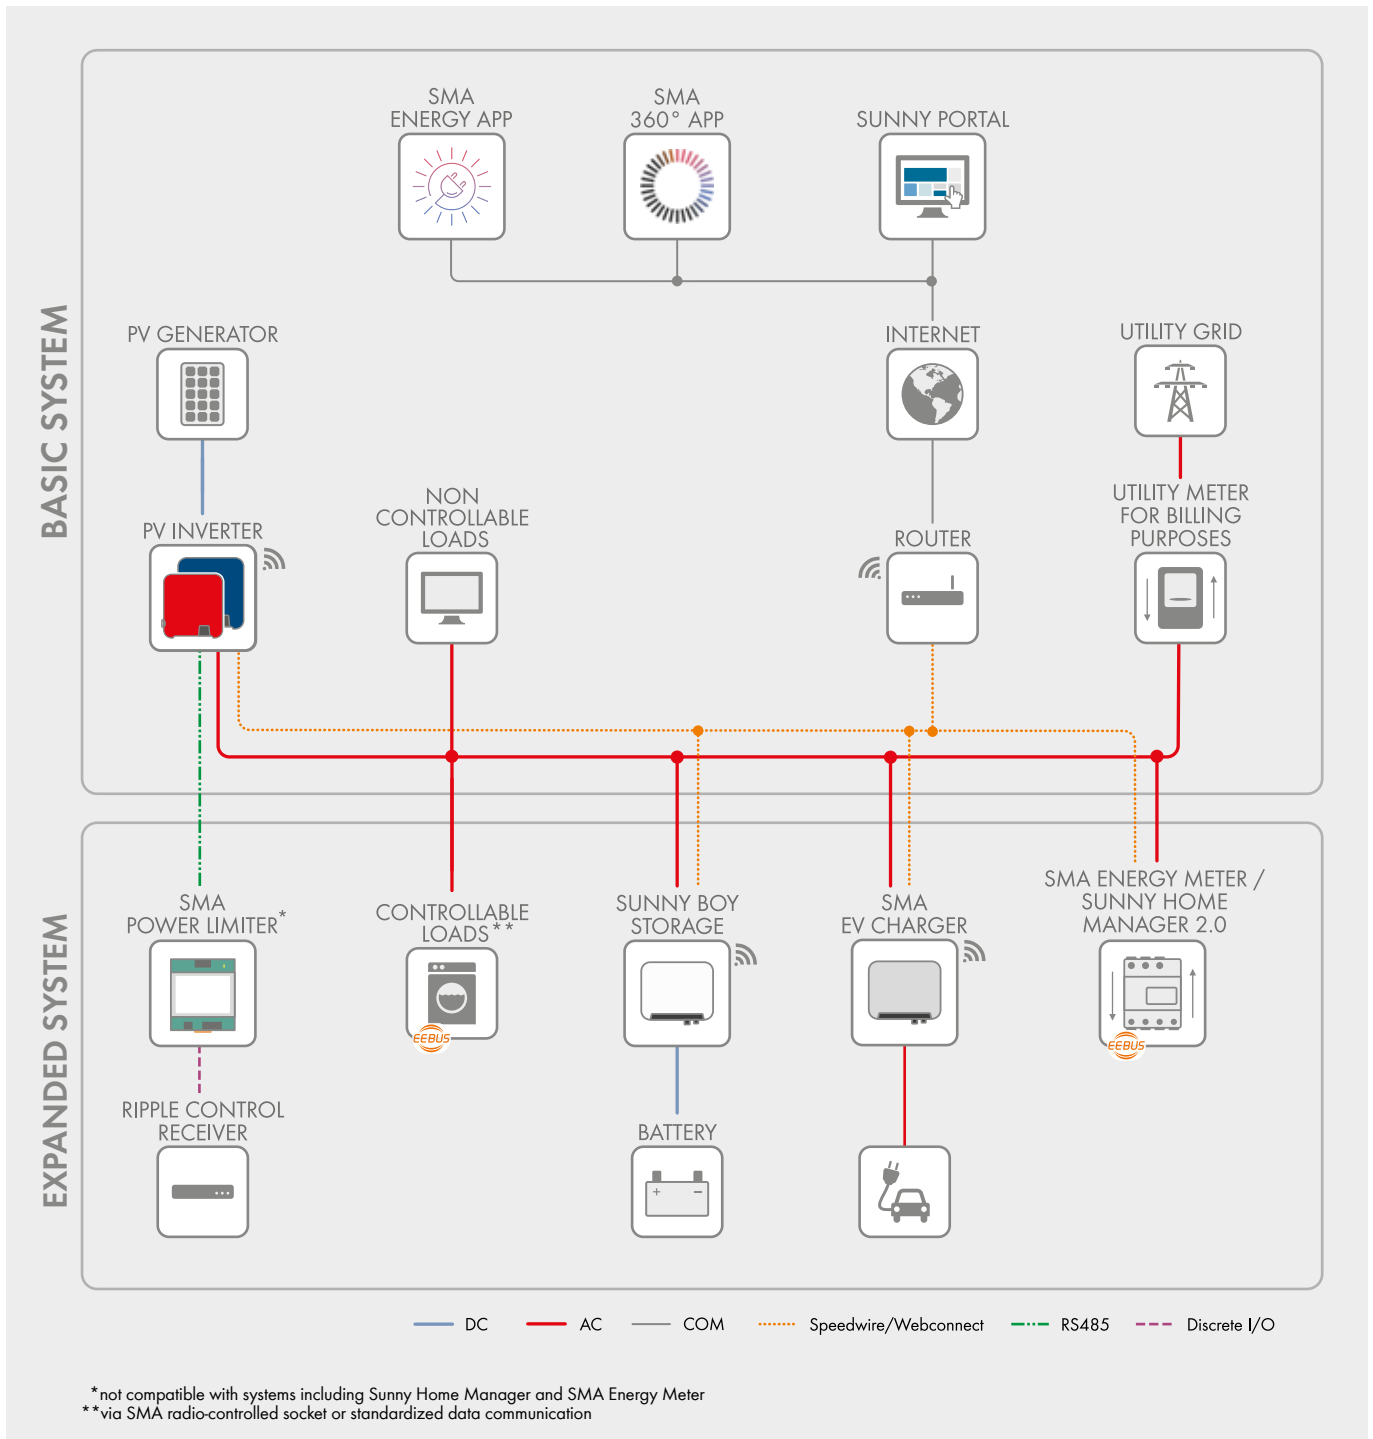 SMA
ENERGY APP
SMA
360° APP
SUNNY PORTAL
BASIC SYSTEM
PV GENERATOR
INTERNET
UTILITY GRID
PV INVERTER
NON
CONTROLLABLE
LOADS
ROUTER
UTILITY METER
FOR BILLING
PURPOSES
EXPANDED SYSTEM
SMA
POWER LIMITER*
CONTROLLABLE
LOADS**
EEBUS
SUNNY BOY
STORAGE
SMA
EV CHARGER
SMA ENERGY METER /
SUNNY HOME
MANAGER 2.0
EEBUS
RIPPLE CONTROL
RECEIVER
BATTERY
+ −
DC
AC
COM
Speedwire/Webconnect
RS485
Discrete I/O
*not compatible with systems including Sunny Home Manager and SMA Energy Meter
**via SMA radio-controlled socket or standardized data communication